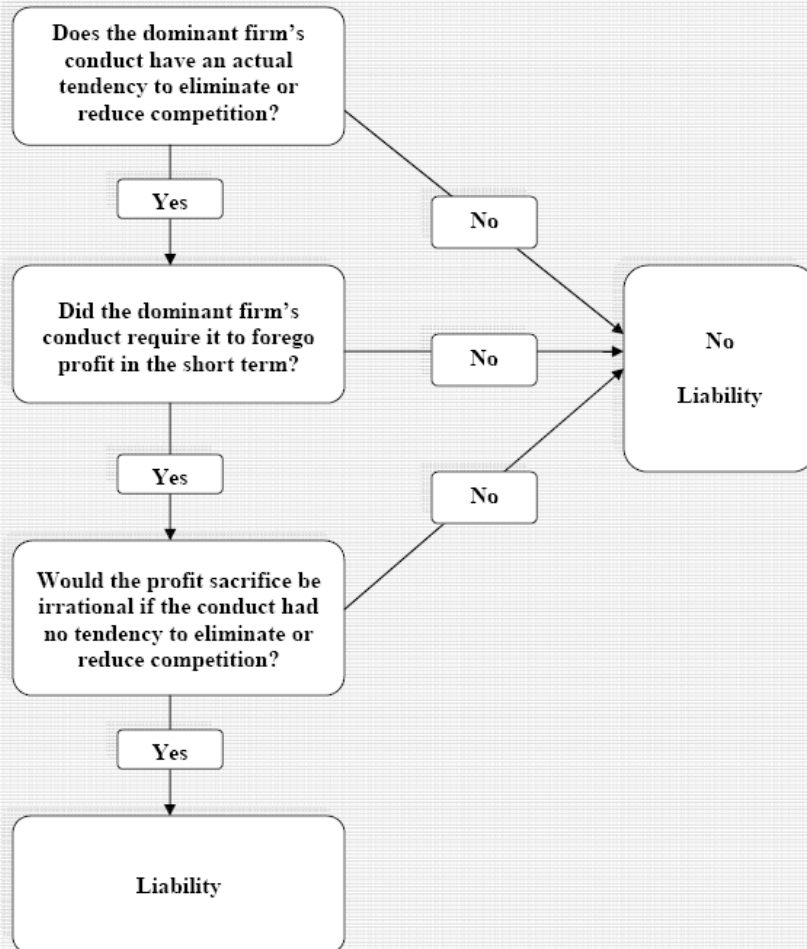 Does the dominant firm's
conduct have an actual
tendency to eliminate or
reduce competition?
Yes
No
Did the dominant firm's
conduct require it to forego
profit in the short term?
No
No
Liability
Yes
No
Would the profit sacrifice be
irrational if the conduct had
no tendency to eliminate or
reduce competition?
Yes
Liability